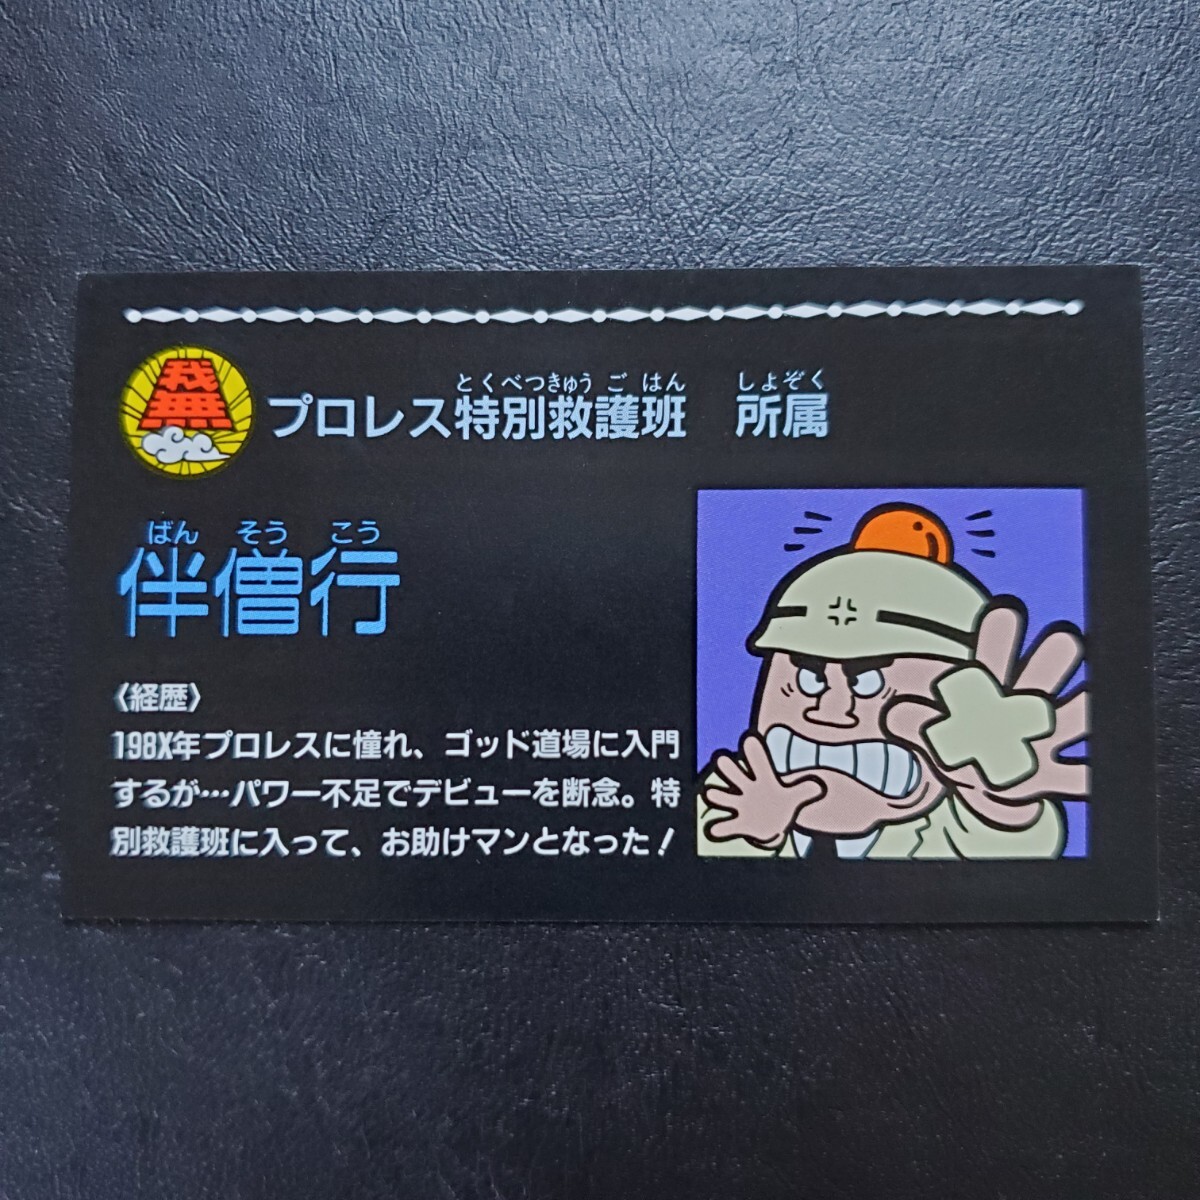 我無
とくべつきゅうごはん しょぞく
プロレス特別救護班 所属
ばん そう こう
伴僧行
〈経歴〉
198X年プロレスに憧れ、ゴッド道場に入門
するが…パワー不足でデビューを断念。特
別救護班に入って、お助けマンとなった!